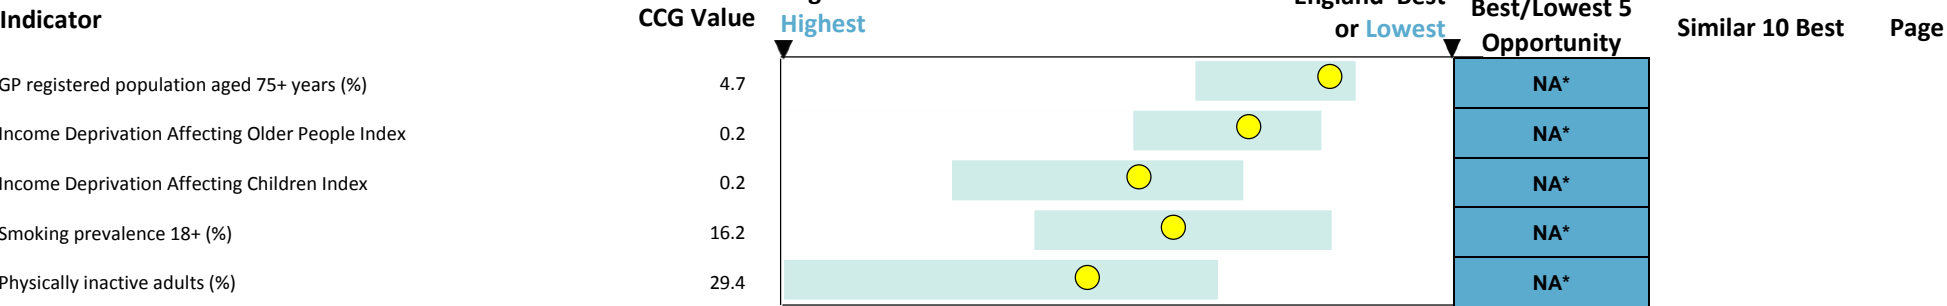 Indicator
CCG Value
Highest
or Lowest
Best/Lowest 5
Opportunity
Similar 10 Best
Page
GP registered population aged 75+ years (%)
4.7
NA*
Income Deprivation Affecting Older People Index
0.2
NA*
Income Deprivation Affecting Children Index
0.2
NA*
Smoking prevalence 18+ (%)
16.2
NA*
Physically inactive adults (%)
29.4
NA*